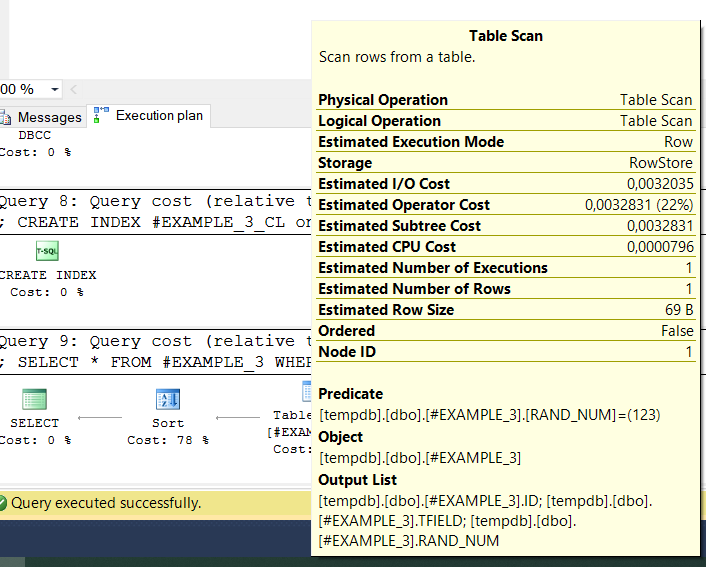 00 %
Messages
Execution plan
DBCC
Cost: 0 %
Query 8: Query cost (relative t
; CREATE INDEX #EXAMPLE_3_CL on
T-SQL
CREATE INDEX
Cost: 0 %
Query 9: Query cost (relative t
; SELECT * FROM #EXAMPLE_3 WHE
SELECT
Cost: 0 %
Sort
Cost: 78 %
Table
[#EXAM
Cost:
Query executed successfully.
Table Scan
Scan rows from a table.
Physical Operation Table Scan
Logical Operation Table Scan
Estimated Execution Mode Row
Storage RowStore
Estimated I/O Cost 0,0032035
Estimated Operator Cost 0,0032831 (22%)
Estimated Subtree Cost 0,0032831
Estimated CPU Cost 0,0000796
Estimated Number of Executions 1
Estimated Number of Rows 1
Estimated Row Size 69 B
Ordered False
Node ID 1
Predicate
[tempdb].[dbo].[#EXAMPLE_3].[RAND_NUM]=(123)
Object
[tempdb].[dbo].[#EXAMPLE_3]
Output List
[tempdb].[dbo].[#EXAMPLE_3].ID; [tempdb].[dbo].
[#EXAMPLE_3].TFIELD; [tempdb].[dbo].
[#EXAMPLE_3].RAND_NUM